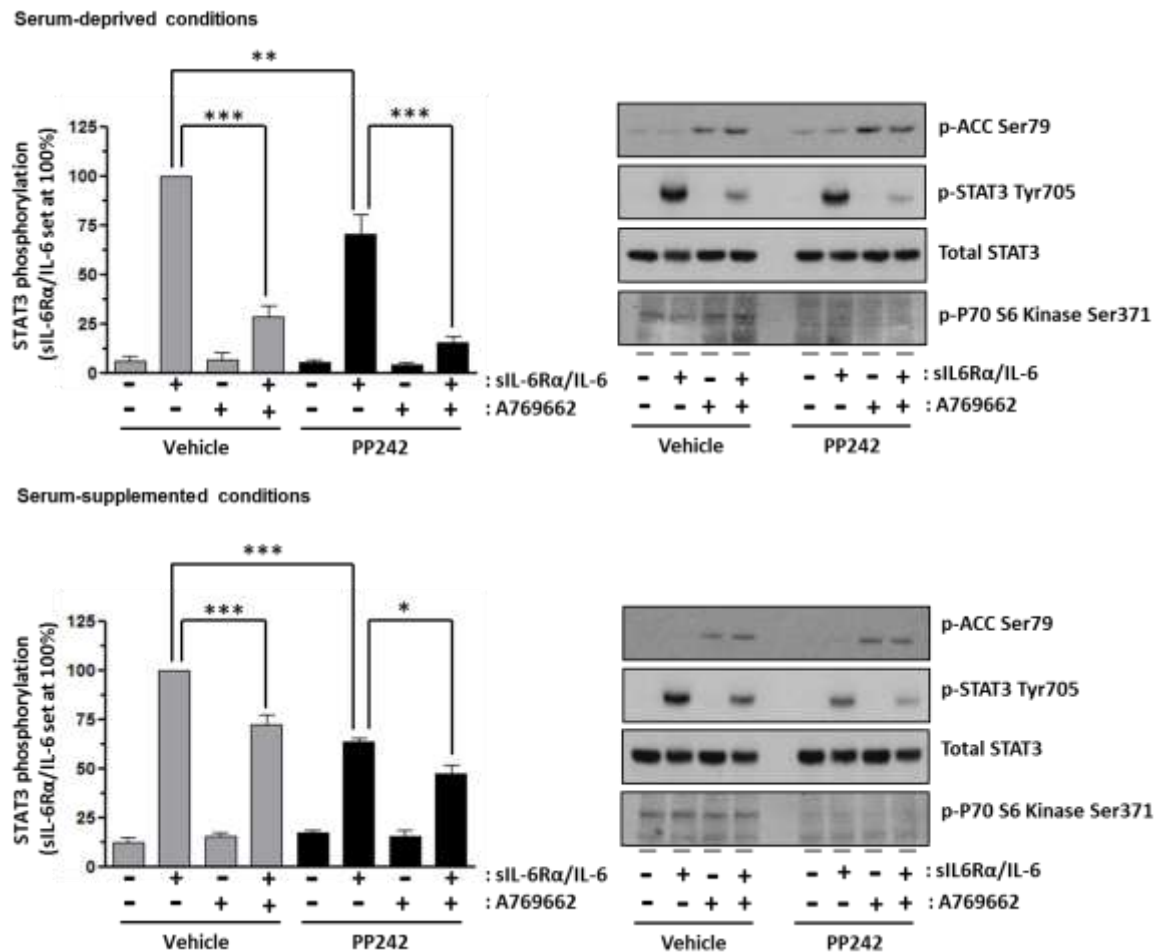 Serum-deprived conditions
**
***
***
STAT3 phosphorylation
(sIL-6Rα/IL-6 set at 100%)
125
100
75
50
25
0
- + - + - + - + : sIL-6Rα/IL-6
- - + + - - + + : A769662
Vehicle PP242
p-ACC Ser79
p-STAT3 Tyr705
Total STAT3
p-P70 S6 Kinase Ser371
- + - + - + - + : sIL6Rα/IL-6
- - + + - - + + : A769662
Vehicle PP242
Serum-supplemented conditions
***
***
*
STAT3 phosphorylation
(sIL-6Rα/IL-6 set at 100%)
125
100
75
50
25
0
- + - + - + - + : sIL-6Rα/IL-6
- - + + - - + + : A769662
Vehicle PP242
p-ACC Ser79
p-STAT3 Tyr705
Total STAT3
p-P70 S6 Kinase Ser371
- + - + - + - + : sIL6Rα/IL-6
- - + + - - + + : A769662
Vehicle PP242